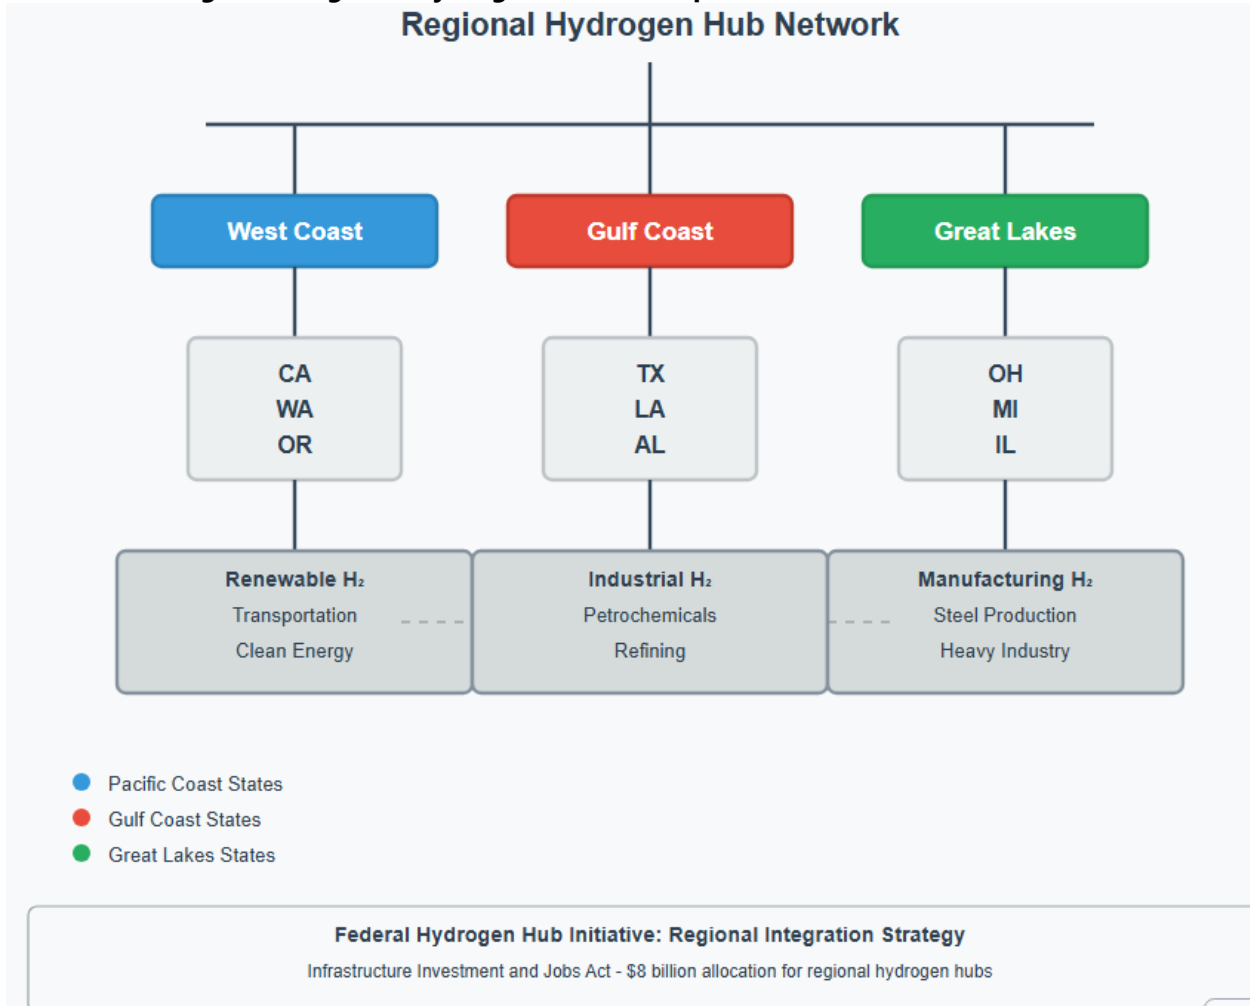 Regional Hydrogen Hub Network
West Coast
Gulf Coast
Great Lakes
CA
WA
OR
TX
LA
AL
OH
MI
IL
Renewable H₂
Transportation
Clean Energy
Industrial H₂
Petrochemicals
Refining
Manufacturing H₂
Steel Production
Heavy Industry
Pacific Coast States
Gulf Coast States
Great Lakes States
Federal Hydrogen Hub Initiative: Regional Integration Strategy
Infrastructure Investment and Jobs Act - $8 billion allocation for regional hydrogen hubs